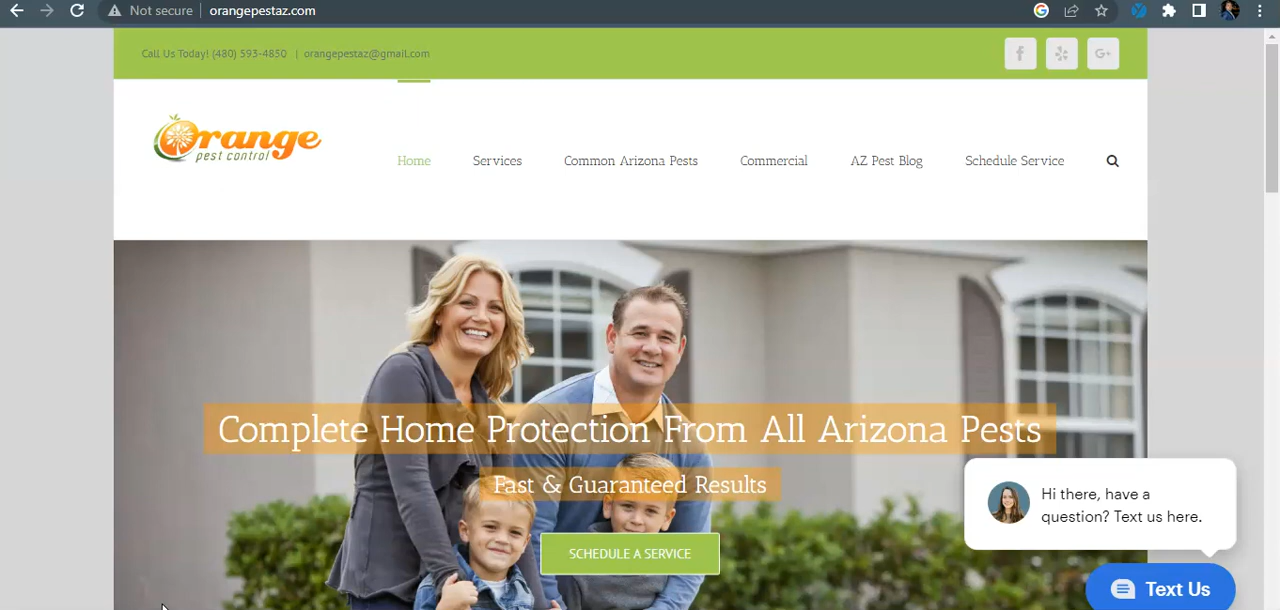 Not secure | orangepestaz.com
Call Us Today! (480) 593-4850 | orangepestaz@gmail.com
f G+
Orange
pest control
Home Services Common Arizona Pests Commercial AZ Pest Blog Schedule Service
Complete Home Protection From All Arizona Pests
Fast & Guaranteed Results
SCHEDULE A SERVICE
Hi there, have a
question? Text us here.
Text Us